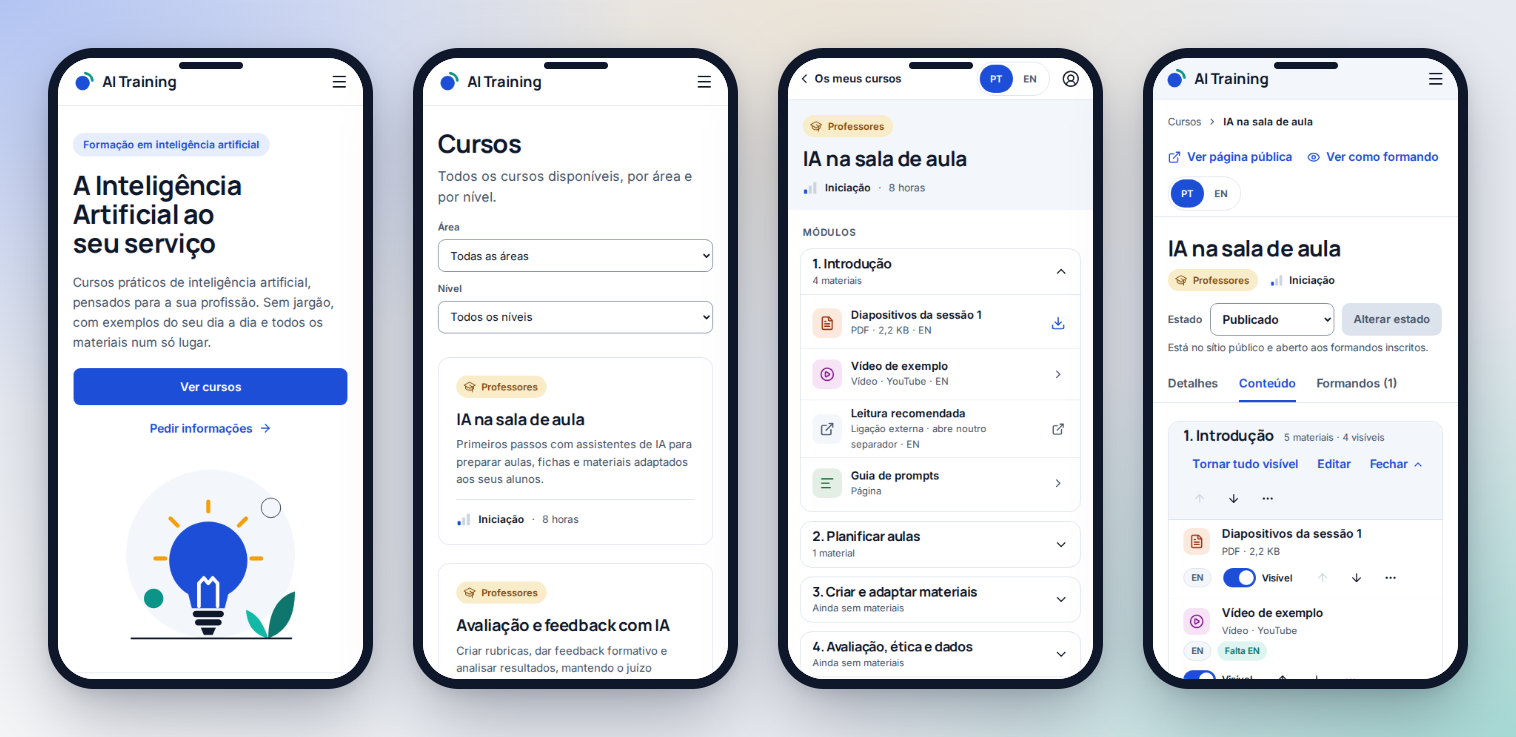 AI Training
Formação em inteligência artificial
A Inteligência
Artificial ao
seu serviço
Cursos práticos de inteligência artificial,
pensados para a sua profissão. Sem jargão,
com exemplos do seu dia a dia e todos os
materiais num só lugar.
Ver cursos
Pedir informações
AI Training
Cursos
Todos os cursos disponíveis, por área e
por nível.
Área
Todas as áreas
Nível
Todos os níveis
Professores
IA na sala de aula
Primeiros passos com assistentes de IA para
preparar aulas, fichas e materiais adaptados
aos seus alunos.
Iniciação · 8 horas
Professores
Avaliação e feedback com IA
Criar rubricas, dar feedback formativo e
analisar resultados, mantendo o juízo
Os meus cursos PT EN
Professores
IA na sala de aula
Iniciação · 8 horas
MÓDULOS
1. Introdução
4 materiais
Diapositivos da sessão 1
PDF · 2,2 KB · EN
Vídeo de exemplo
Vídeo · YouTube · EN
Leitura recomendada
Ligação externa · abre noutro
separador · EN
Guia de prompts
Página
2. Planificar aulas
1 material
3. Criar e adaptar materiais
Ainda sem materiais
4. Avaliação, ética e dados
Ainda sem materiais
AI Training
Cursos > IA na sala de aula
Ver página pública Ver como formando
PT EN
IA na sala de aula
Professores Iniciação
Estado Publicado Alterar estado
Está no sítio público e aberto aos formandos inscritos.
Detalhes Conteúdo Formandos (1)
1. Introdução 5 materiais · 4 visíveis
Tornar tudo visível Editar Fechar
Diapositivos da sessão 1
PDF · 2,2 KB
EN Visível
Vídeo de exemplo
Vídeo · YouTube
EN Falta EN
Visível